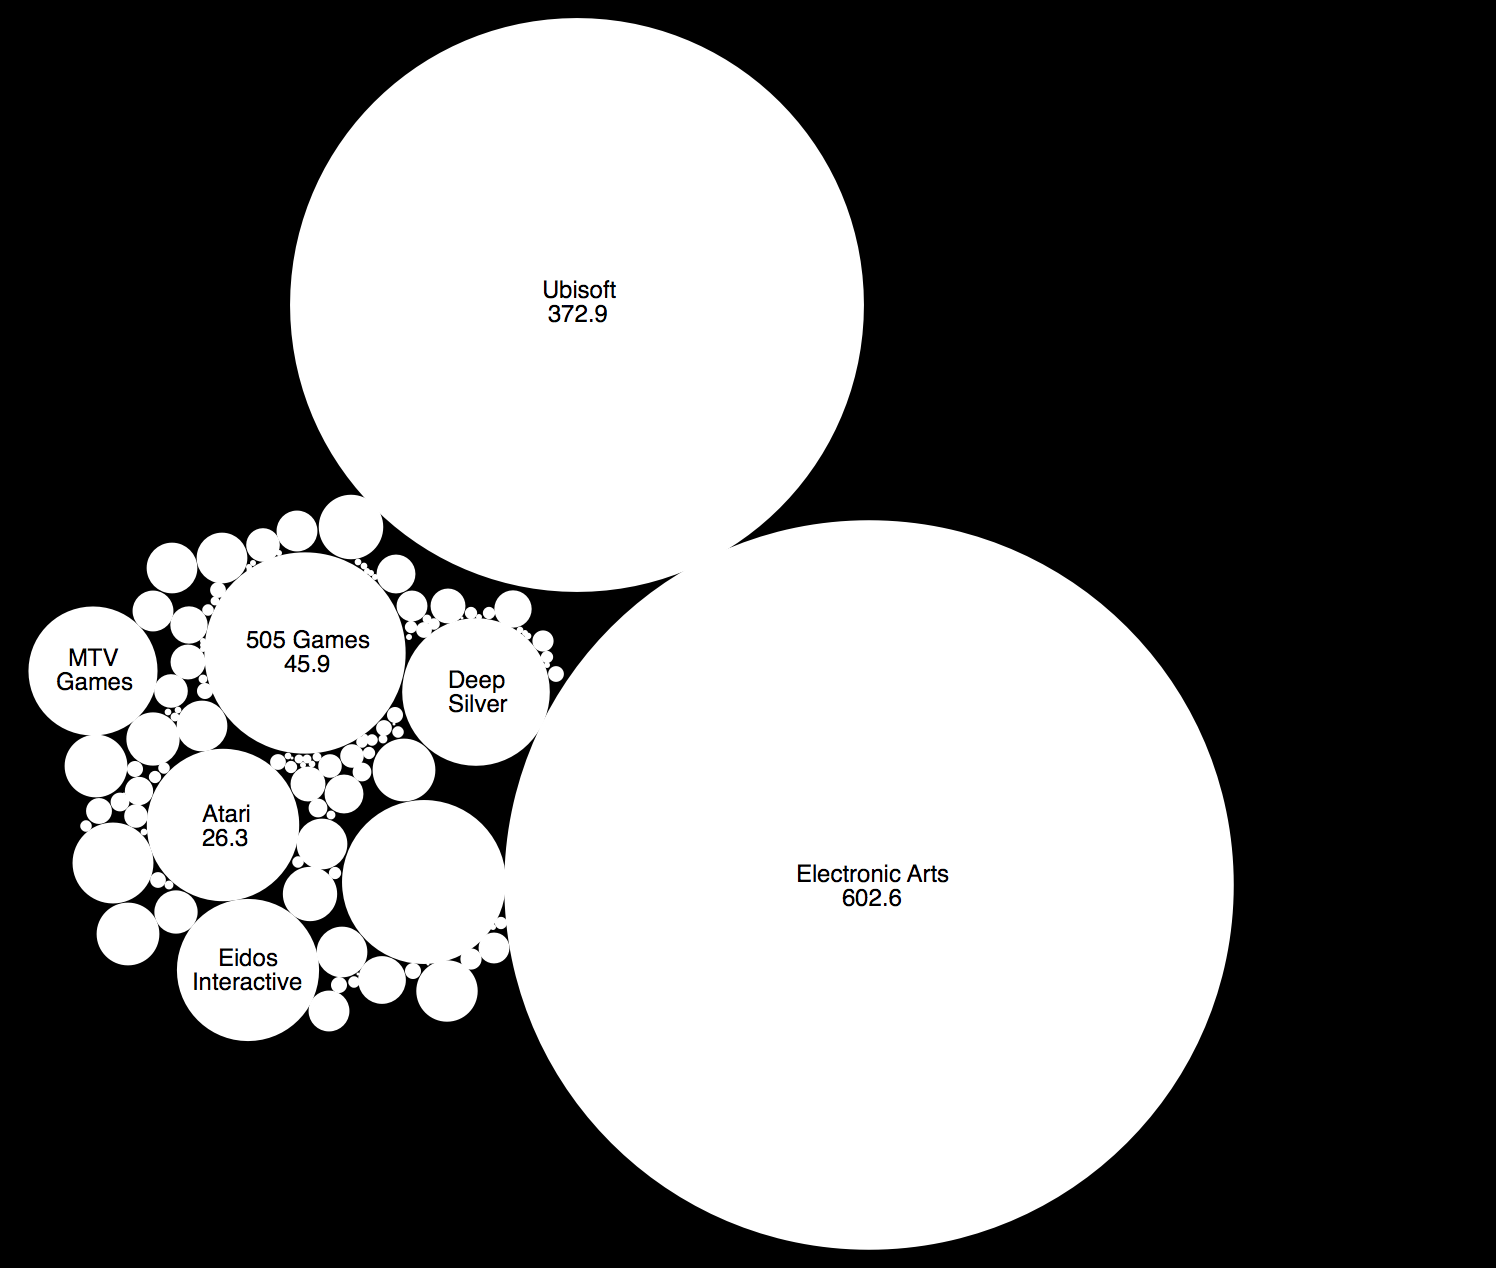 Ubisoft
372.9
505 Games
45.9
MTV
Games
Deep
Silver
Atari
26.3
Electronic Arts
602.6
Eidos
Interactive